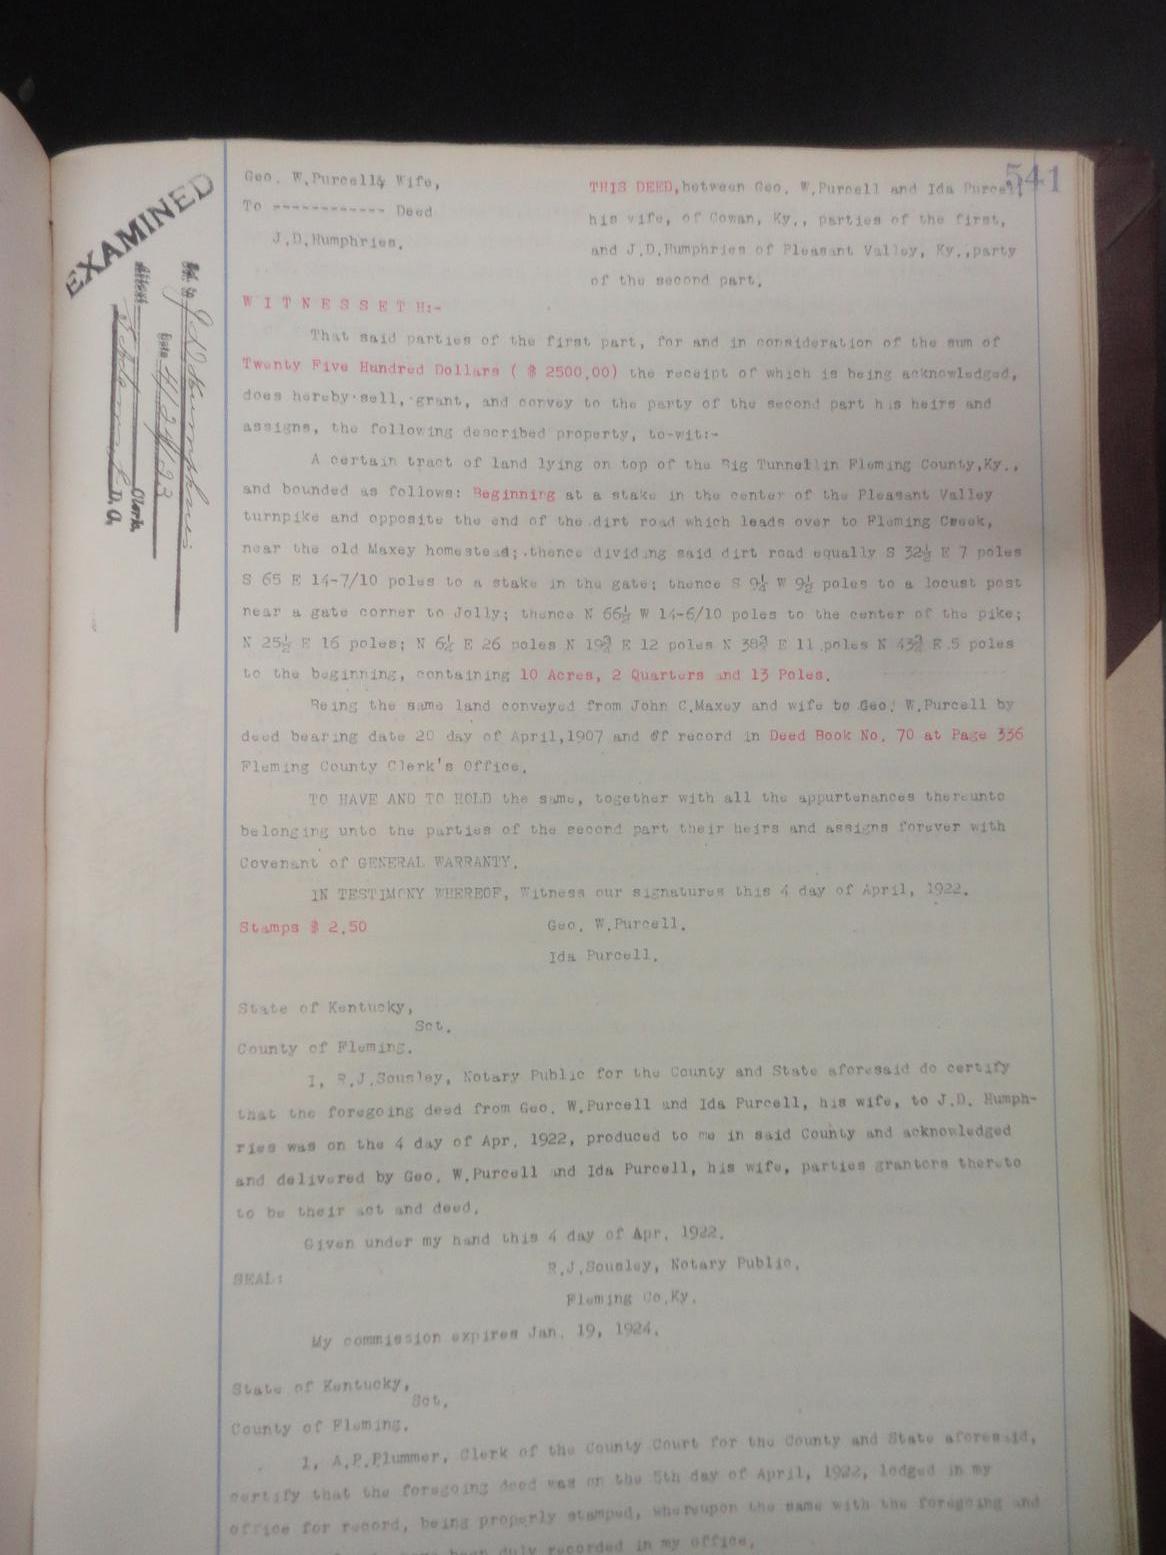 541
Geo. W.Purcell& Wife,
To ------------ Deed
J.D.Humphries.
THIS DEED,between Geo. W.Purcell and Ida Purcell
his wife, of Cowan, Ky., parties of the first,
and J.D.Humphries of Pleasant Valley, Ky.,party
of the second part.
W I T N E S S E T H:-
That said parties of the first part, for and in consideration of the sum of
Twenty Five Hundred Dollars ( $ 2500.00) the receipt of which is being acknowledged,
does hereby sell, grant, and convey to the party of the second part his heirs and
assigns, the following described property, to-wit:-
A certain tract of land lying on top of the Big Tunnel in Fleming County,Ky.,
and bounded as follows: Beginning at a stake in the center of the Pleasant Valley
turnpike and opposite the end of the dirt road which leads over to Fleming Creek,
near the old Maxey homestead; thence dividing said dirt road equally S 32½ E 7 poles
S 65 E 14-7/10 poles to a stake in the gate; thence S 9¼ W 9½ poles to a locust post
near a gate corner to Jolly; thence N 66½ W 14-6/10 poles to the center of the pike;
N 25½ E 16 poles; N 6¼ E 26 poles N 19¾ E 12 poles N 38¾ E 11 poles N 43¾ E 5 poles
to the beginning, containing 10 Acres, 2 Quarters and 13 Poles.
Being the same land conveyed from John C.Maxey and wife to Geo. W.Purcell by
deed bearing date 20 day of April,1907 and of record in Deed Book No. 70 at Page 336
Fleming County Clerk's Office.
TO HAVE AND TO HOLD the same, together with all the appurtenances thereunto
belonging unto the parties of the second part their heirs and assigns forever with
Covenant of GENERAL WARRANTY.
IN TESTIMONY WHEREOF, Witness our signatures this 4 day of April, 1922.
Stamps $ 2.50
Geo. W.Purcell.
Ida Purcell.
State of Kentucky,
Sct.
County of Fleming.
I, R.J.Sousley, Notary Public for the County and State aforesaid do certify
that the foregoing deed from Geo. W.Purcell and Ida Purcell, his wife, to J.D. Humph-
ries was on the 4 day of Apr. 1922, produced to me in said County and acknowledged
and delivered by Geo. W.Purcell and Ida Purcell, his wife, parties grantors thereto
to be their act and deed.
Given under my hand this 4 day of Apr. 1922.
SEAL:
R.J.Sousley, Notary Public.
Fleming Co.Ky.
My commission expires Jan. 19, 1924.
State of Kentucky,
Sct.
County of Fleming.
I, A.P.Plummer, Clerk of the County Court for the County and State aforesaid,
certify that the foregoing deed was on the 5th day of April, 1922, lodged in my
office for record, being properly stamped, whereupon the same with the foregoing and
been duly recorded in my office.
EXAMINED
J D Humphries
Date
Attest
Clerk.
D. C.